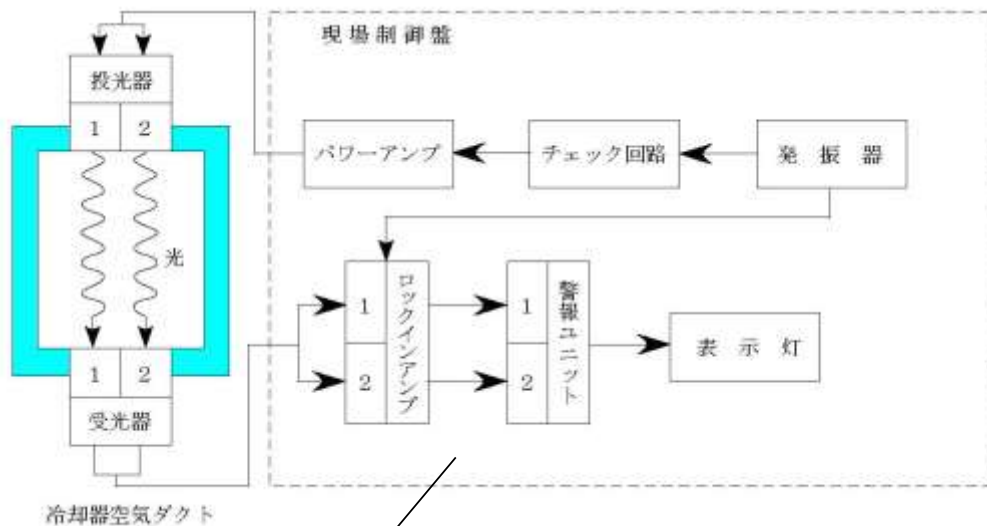 現場制御盤
投光器
1 2
パワーアンプ
チェック回路
発振器
光
1
2
ロックインアンプ
1
2
警報ユニット
表示灯
1 2
受光器
冷却器空気ダクト